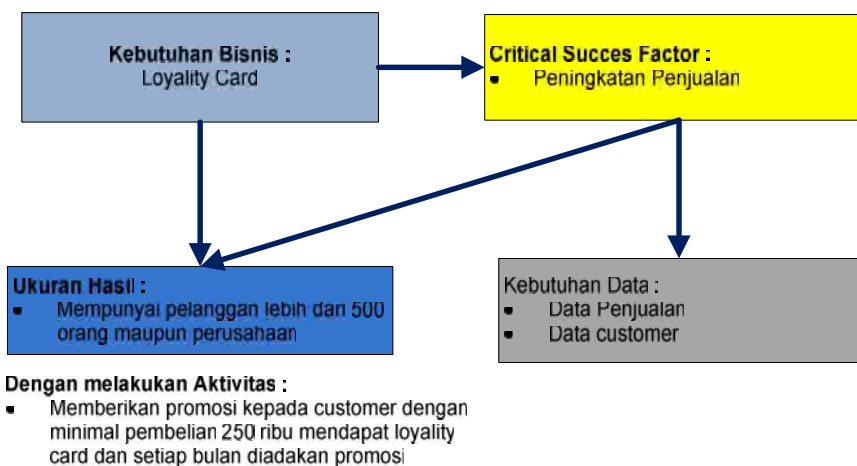 Kebutuhan Bisnis :
Loyality Card
Critical Succes Factor :
▪ Peningkatan Penjualan
Ukuran Hasil :
▪ Mempunyai pelanggan lebih dari 500
orang maupun perusahaan
Kebutuhan Data :
▪ Data Penjualan
▪ Data customer
Dengan melakukan Aktivitas :
▪ Memberikan promosi kepada customer dengan
minimal pembelian 250 ribu mendapat loyality
card dan setiap bulan diadakan promosi